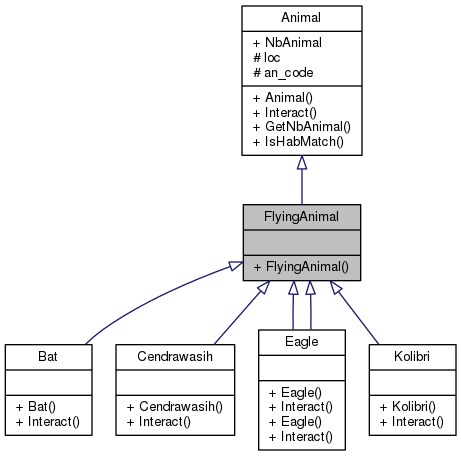 Animal
+ NbAnimal
# loc
# an_code
+ Animal()
+ Interact()
+ GetNbAnimal()
+ IsHabMatch()
FlyingAnimal
+ FlyingAnimal()
Bat
+ Bat()
+ Interact()
Cendrawasih
+ Cendrawasih()
+ Interact()
Eagle
+ Eagle()
+ Interact()
+ Eagle()
+ Interact()
Kolibri
+ Kolibri()
+ Interact()